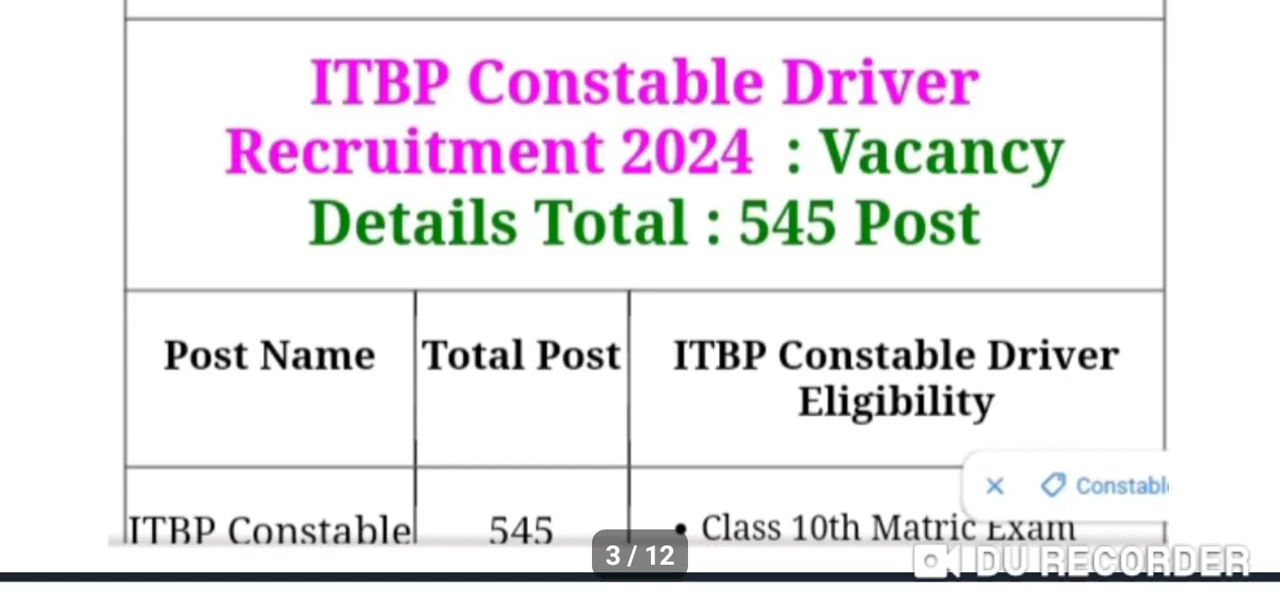 ITBP Constable Driver
Recruitment 2024 : Vacancy
Details Total : 545 Post
Post Name
Total Post
ITBP Constable Driver
Eligibility
Constabl
ITBP Constable
545
• Class 10th Matric Exam
3 / 12
DU RECORDER